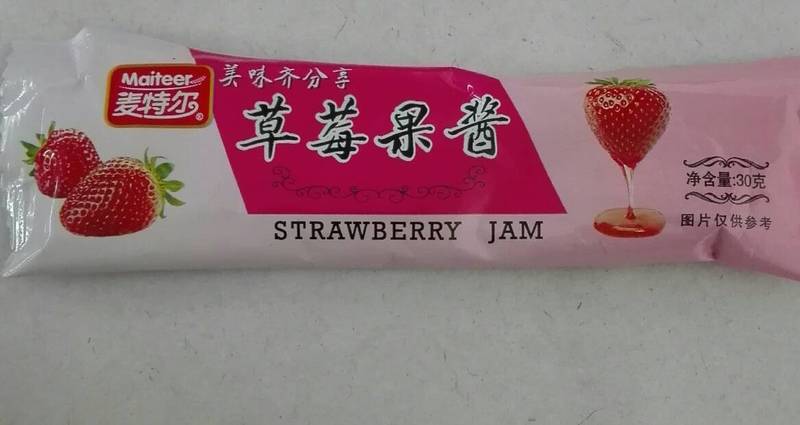 Maiteer
麦特尔®
美味齐分享
草莓果酱
STRAWBERRY JAM
净含量:30克
图片仅供参考